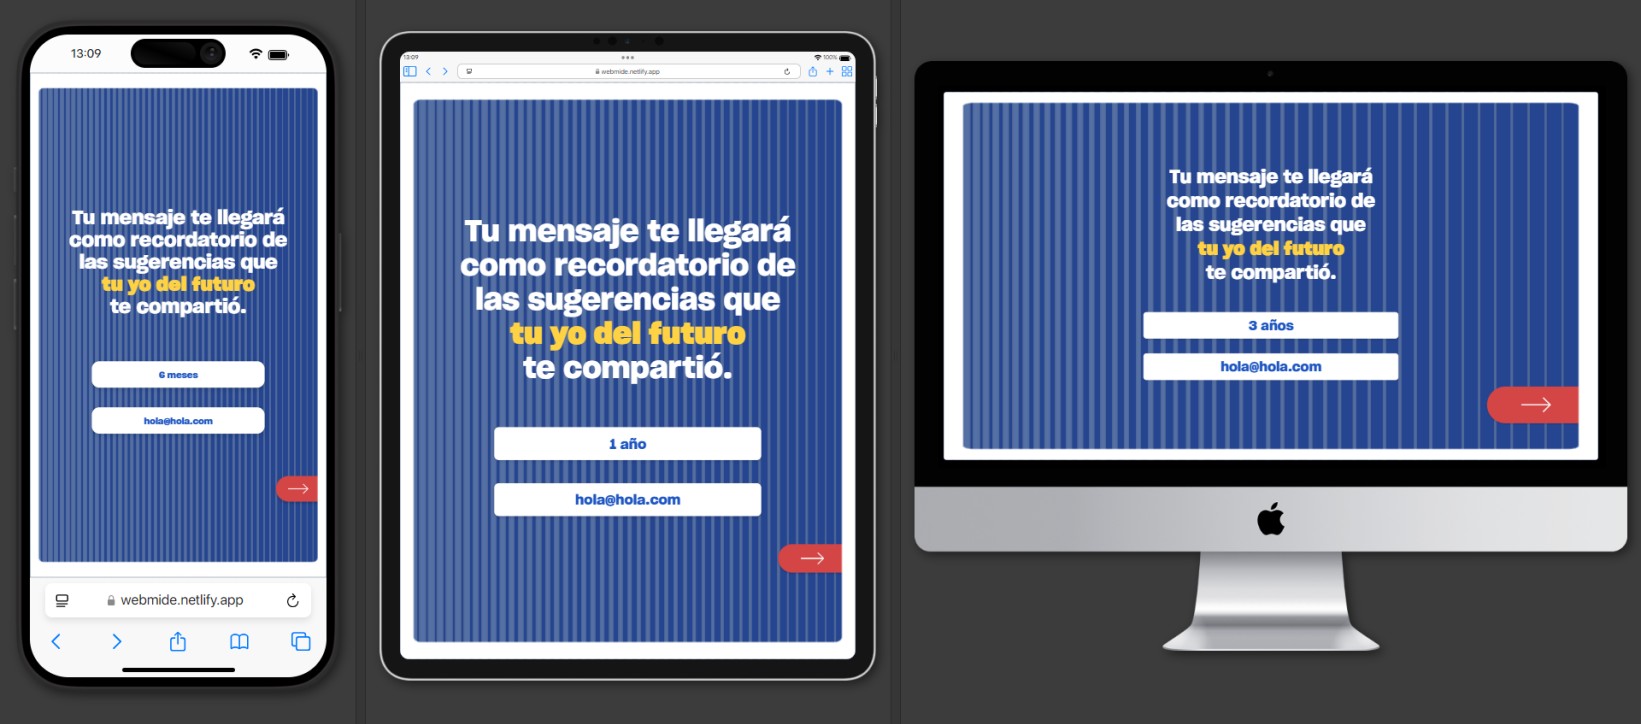 13:09
Tu mensaje te llegará
como recordatorio de
las sugerencias que
tu yo del futuro
te compartió.
6 meses
hola@hola.com
webmide.netlify.app
13:09
100%
webmide.netlify.app
Tu mensaje te llegará
como recordatorio de
las sugerencias que
tu yo del futuro
te compartió.
1 año
hola@hola.com
Tu mensaje te llegará
como recordatorio de
las sugerencias que
tu yo del futuro
te compartió.
3 años
hola@hola.com